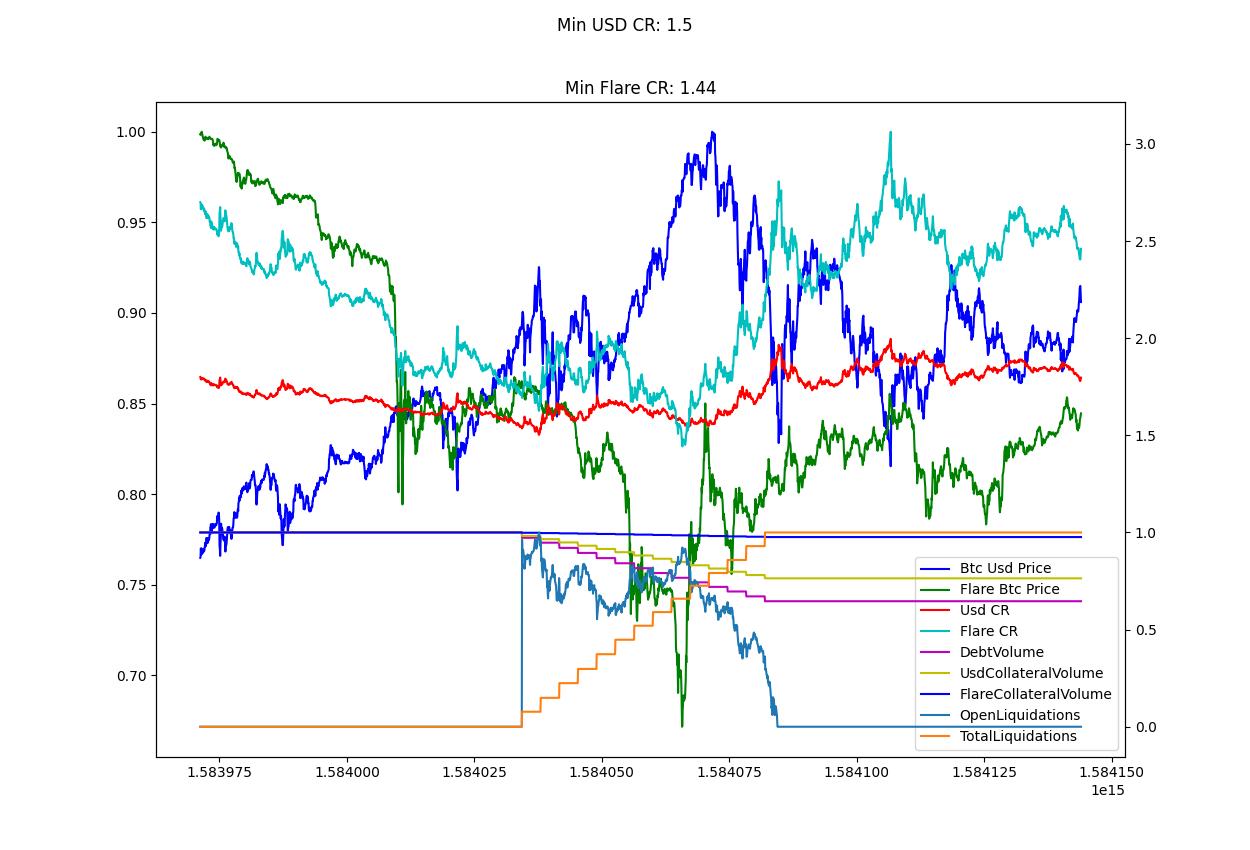 Min USD CR: 1.5
Min Flare CR: 1.44
1.00
0.95
0.90
0.85
0.80
0.75
0.70
3.0
2.5
2.0
1.5
1.0
0.5
0.0
Btc Usd Price
Flare Btc Price
Usd CR
Flare CR
DebtVolume
UsdCollateralVolume
FlareCollateralVolume
OpenLiquidations
TotalLiquidations
1.583975 1.584000 1.584025 1.584050 1.584075 1.584100 1.584125 1.584150
1e15